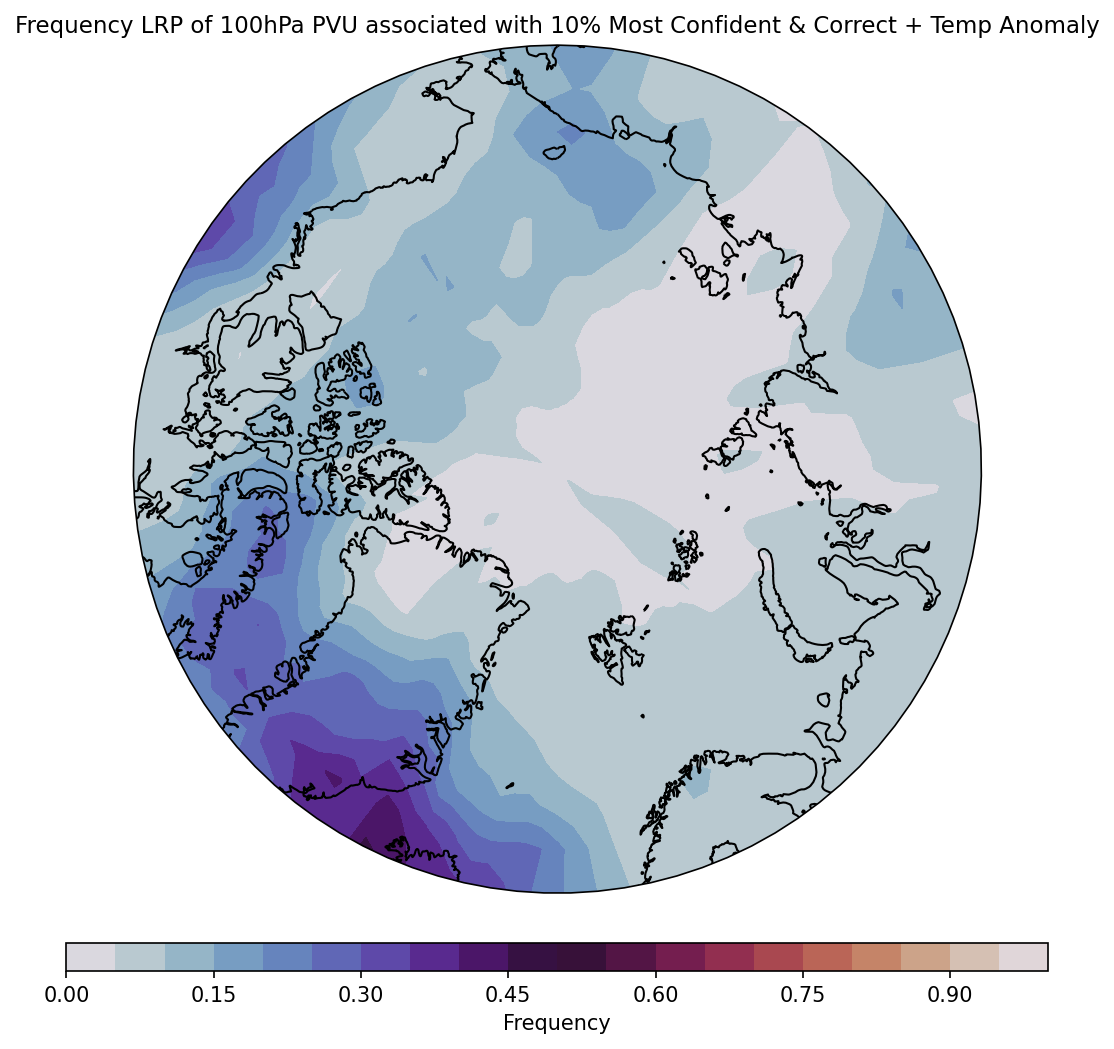 Frequency LRP of 100hPa PVU associated with 10% Most Confident & Correct + Temp Anomaly
0.00 0.15 0.30 0.45 0.60 0.75 0.90
Frequency